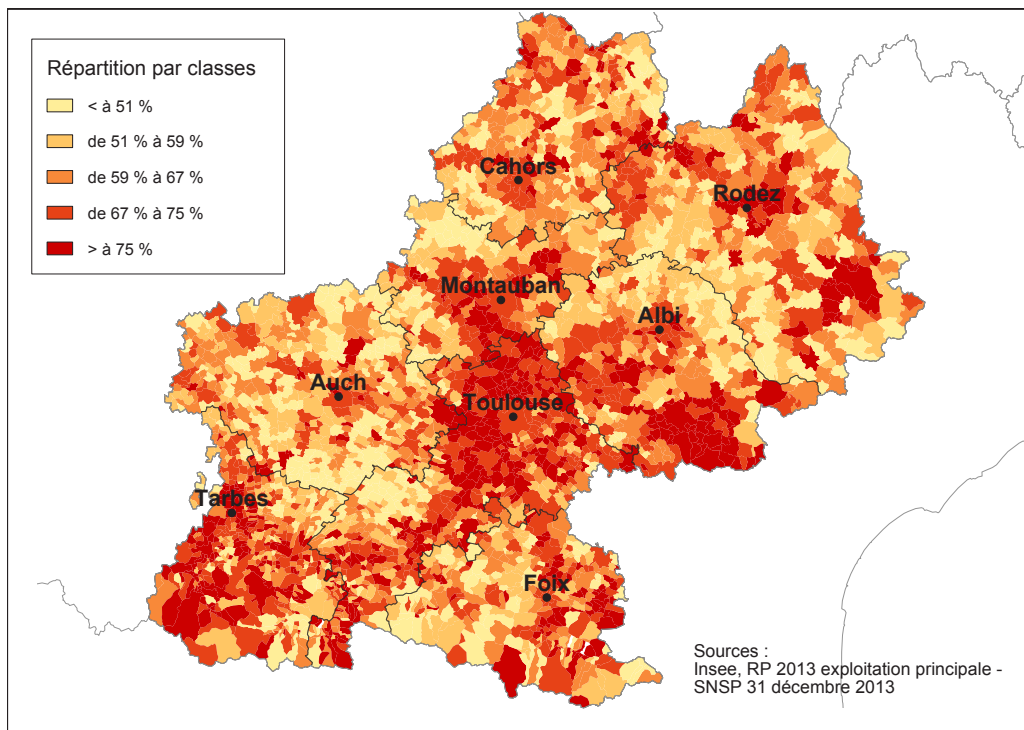 Répartition par classes
< à 51 %
de 51 % à 59 %
de 59 % à 67 %
de 67 % à 75 %
> à 75 %
Cahors
Rodez
Montauban
Albi
Auch
Toulouse
Tarbes
Foix
Sources :
Insee, RP 2013 exploitation principale -
SNSP 31 décembre 2013